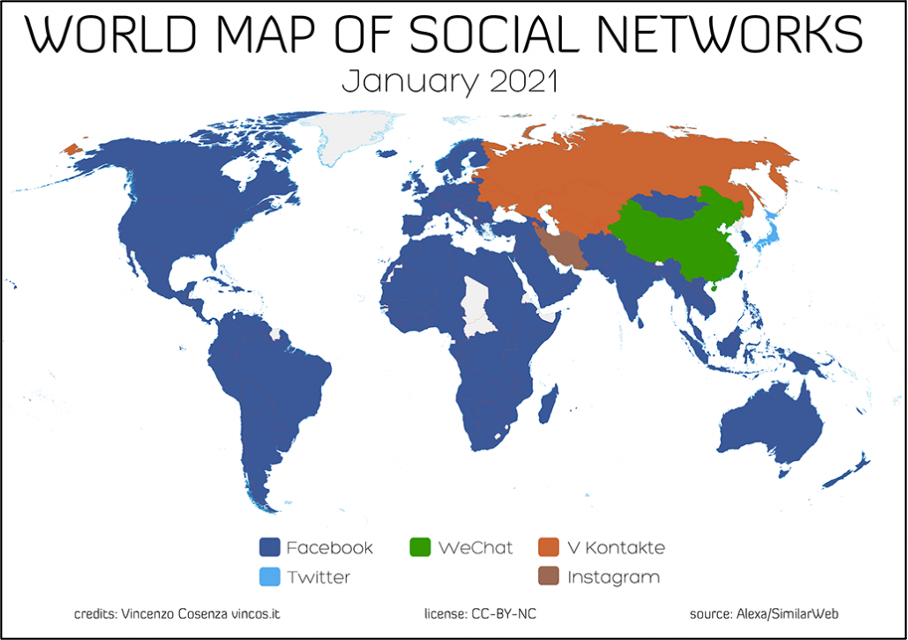 WORLD MAP OF SOCIAL NETWORKS
January 2021
Facebook WeChat V Kontakte
Twitter Instagram
credits: Vincenzo Cosenza vincos.it license: CC-BY-NC source: Alexa/SimilarWeb